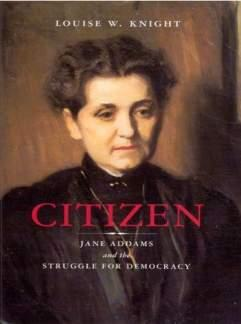 LOUISE W. KNIGHT
CITIZEN
JANE ADDAMS
and the
STRUGGLE FOR DEMOCRACY